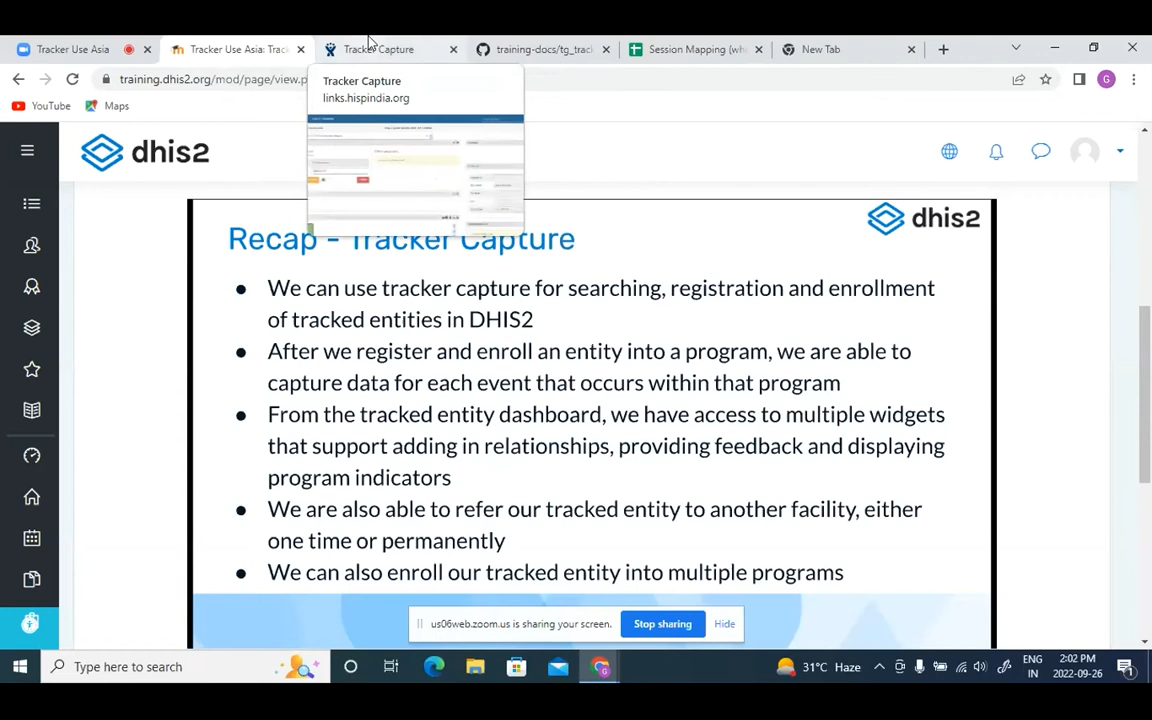 Tracker Use Asia
Tracker Use Asia: Track
Tracker Capture
training-docs/tg_track
Session Mapping (wh
New Tab
training.dhis2.org/mod/page/view.p
Tracker Capture
links.hispindia.org
YouTube
Maps
G
dhis2
dhis2
Recap - Tracker Capture
We can use tracker capture for searching, registration and enrollment
of tracked entities in DHIS2
After we register and enroll an entity into a program, we are able to
capture data for each event that occurs within that program
From the tracked entity dashboard, we have access to multiple widgets
that support adding in relationships, providing feedback and displaying
program indicators
We are also able to refer our tracked entity to another facility, either
one time or permanently
We can also enroll our tracked entity into multiple programs
us06web.zoom.us is sharing your screen.
Stop sharing
Hide
Type here to search
31°C Haze
ENG
IN
2:02 PM
2022-09-26
1